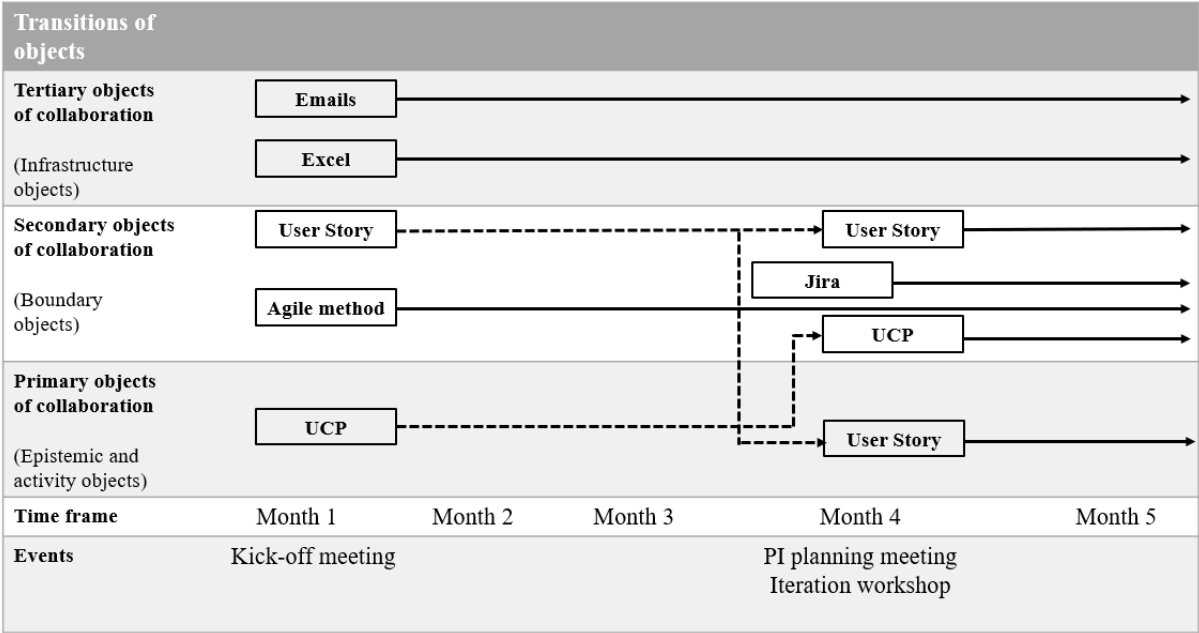 Transitions of
objects
Tertiary objects
of collaboration
(Infrastructure
objects)
Emails
Excel
Secondary objects
of collaboration
(Boundary
objects)
User Story
User Story
Jira
Agile method
UCP
Primary objects
of collaboration
(Epistemic and
activity objects)
UCP
User Story
Time frame
Month 1
Month 2
Month 3
Month 4
Month 5
Events
Kick-off meeting
PI planning meeting
Iteration workshop